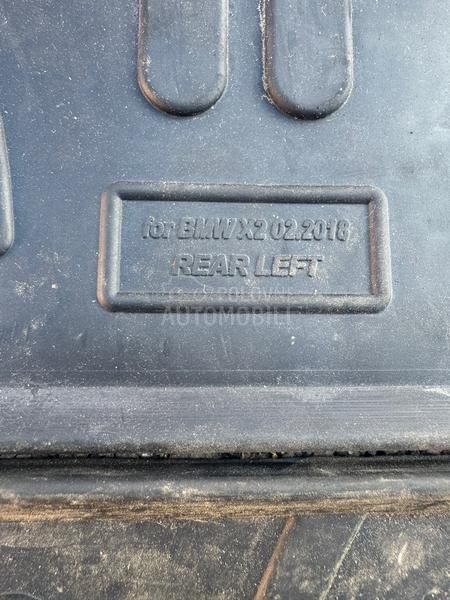 for BMW X2 02.2018
REAR LEFT
AUTOMOBILI